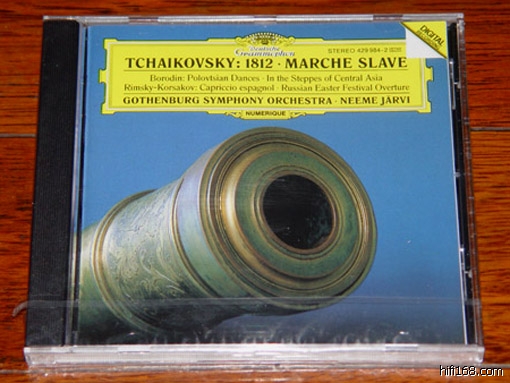 Deutsche
Grammophon
STEREO 429 984-2
DIGITAL
TCHAIKOVSKY: 1812 · MARCHE SLAVE
Borodin: Polovtsian Dances · In the Steppes of Central Asia
Rimsky-Korsakov: Capriccio espagnol · Russian Easter Festival Overture
GOTHENBURG SYMPHONY ORCHESTRA · NEEME JÄRVI
NUMERIQUE
hifi168.com